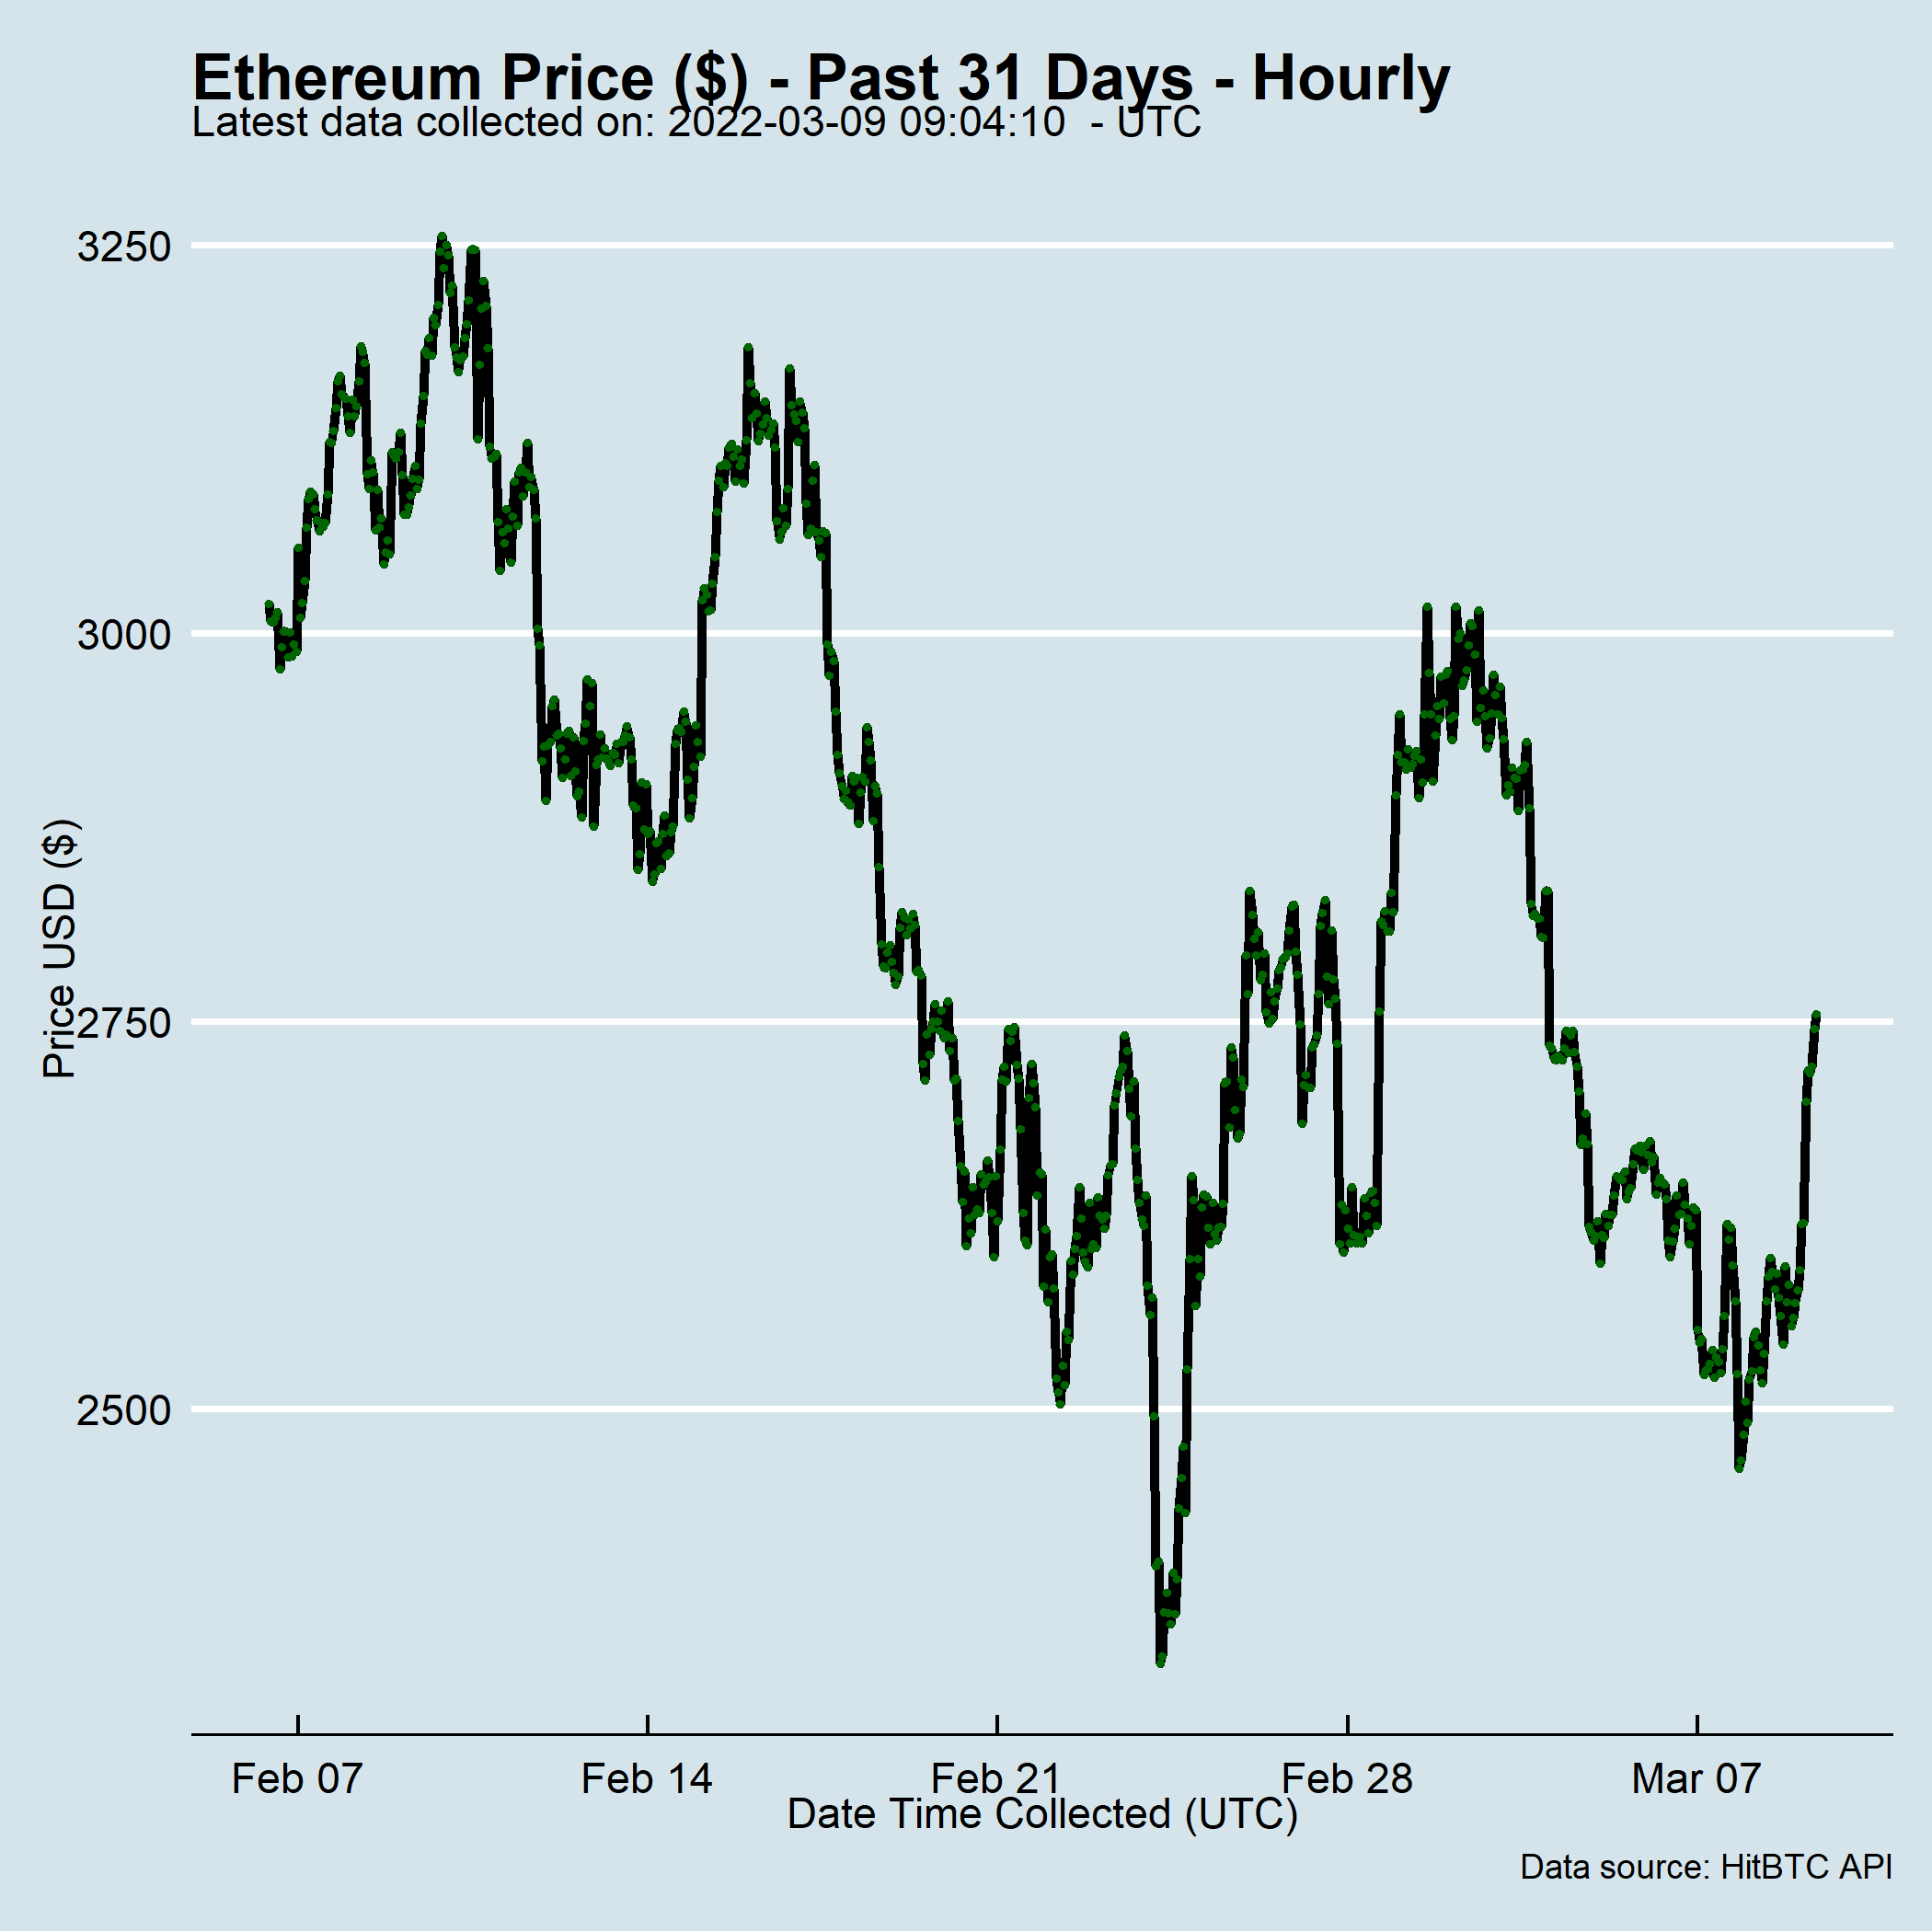 Ethereum Price ($) - Past 31 Days - Hourly
Latest data collected on: 2022-03-09 09:04:10  - UTC
Price USD ($)
3250
3000
2750
2500
Feb 07
Feb 14
Feb 21
Feb 28
Mar 07
Date Time Collected (UTC)
Data source: HitBTC API